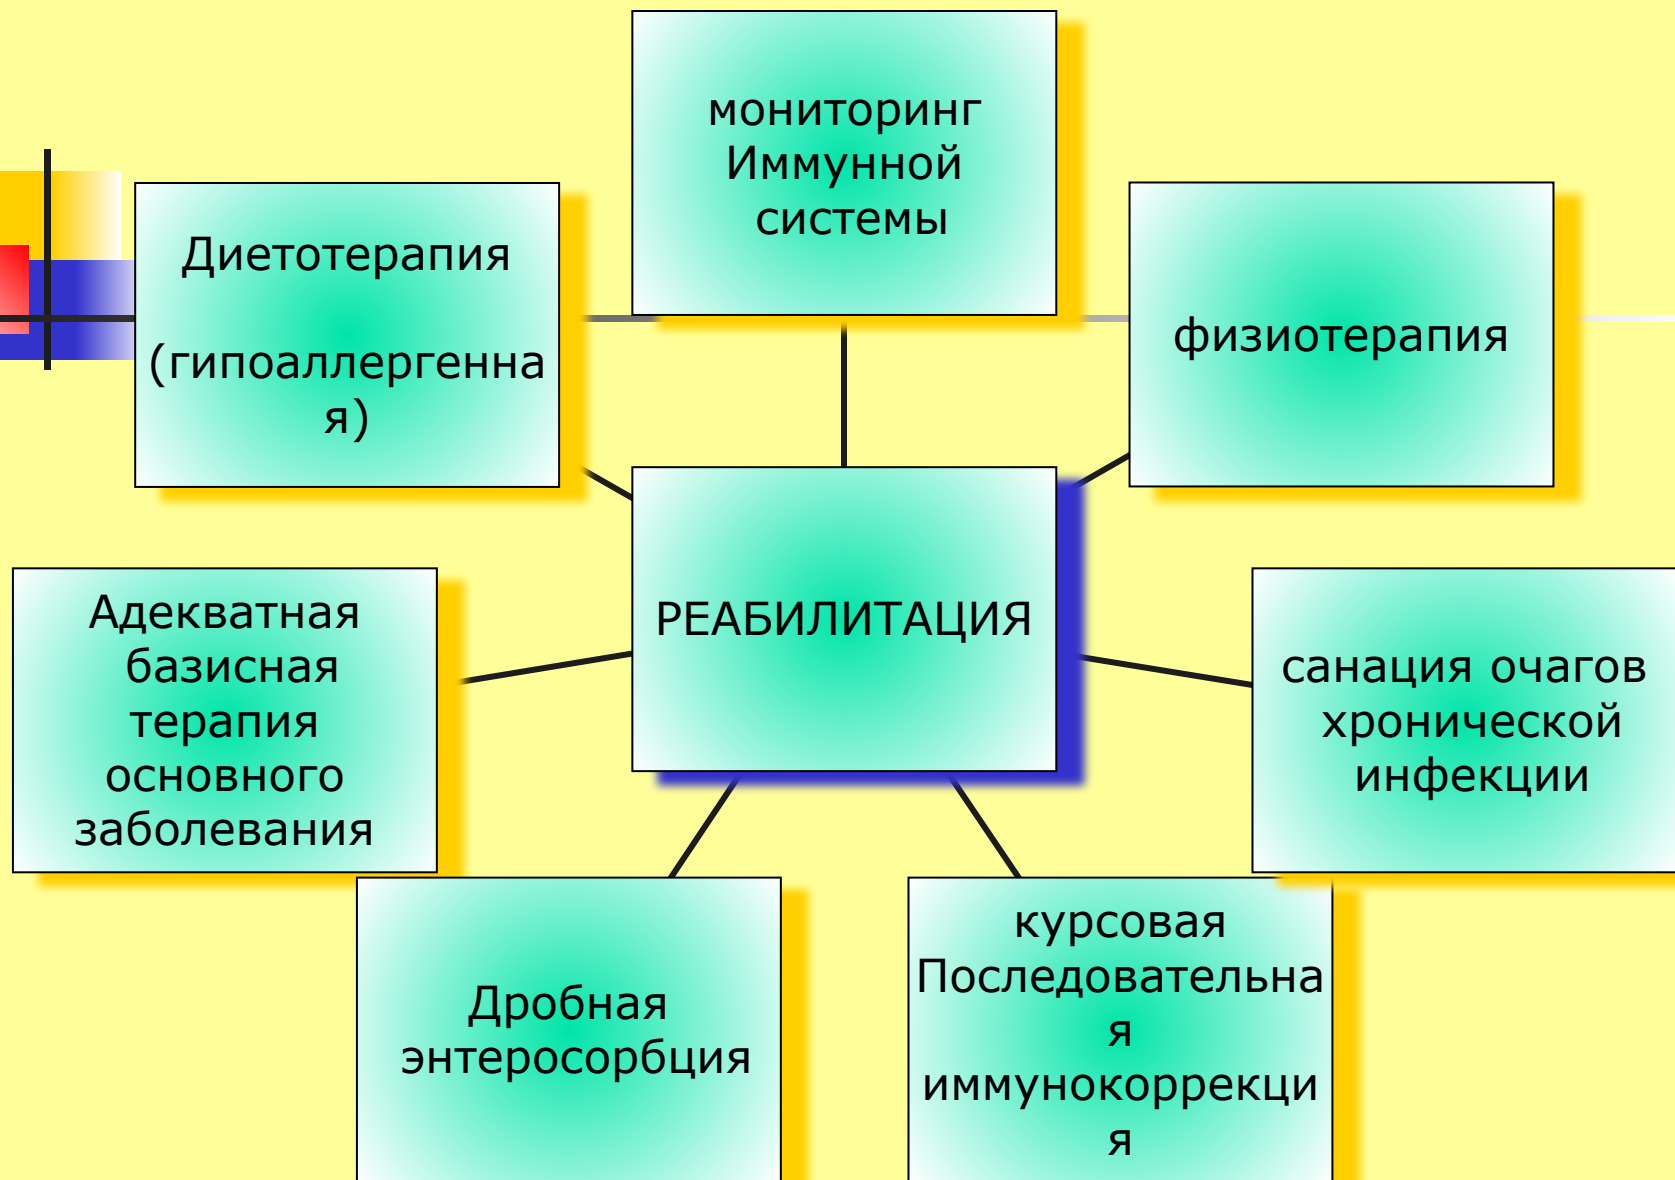 мониторинг
Иммунной
системы
Диетотерапия
(гипоаллергенна
я)
физиотерапия
РЕАБИЛИТАЦИЯ
Адекватная
базисная
терапия
основного
заболевания
санация очагов
хронической
инфекции
Дробная
энтеросорбция
курсовая
Последовательна
я
иммунокоррекци
я